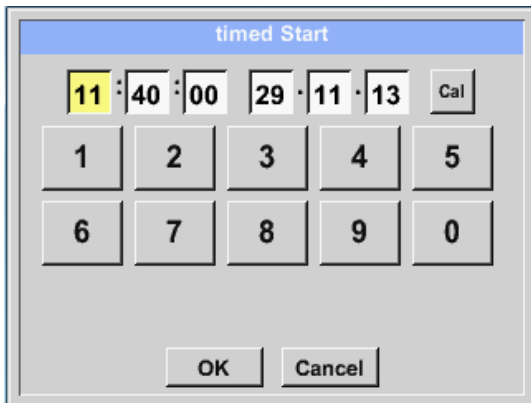 timed Start
11 : 40 : 00 29 · 11 · 13 Cal
1 2 3 4 5
6 7 8 9 0
OK Cancel